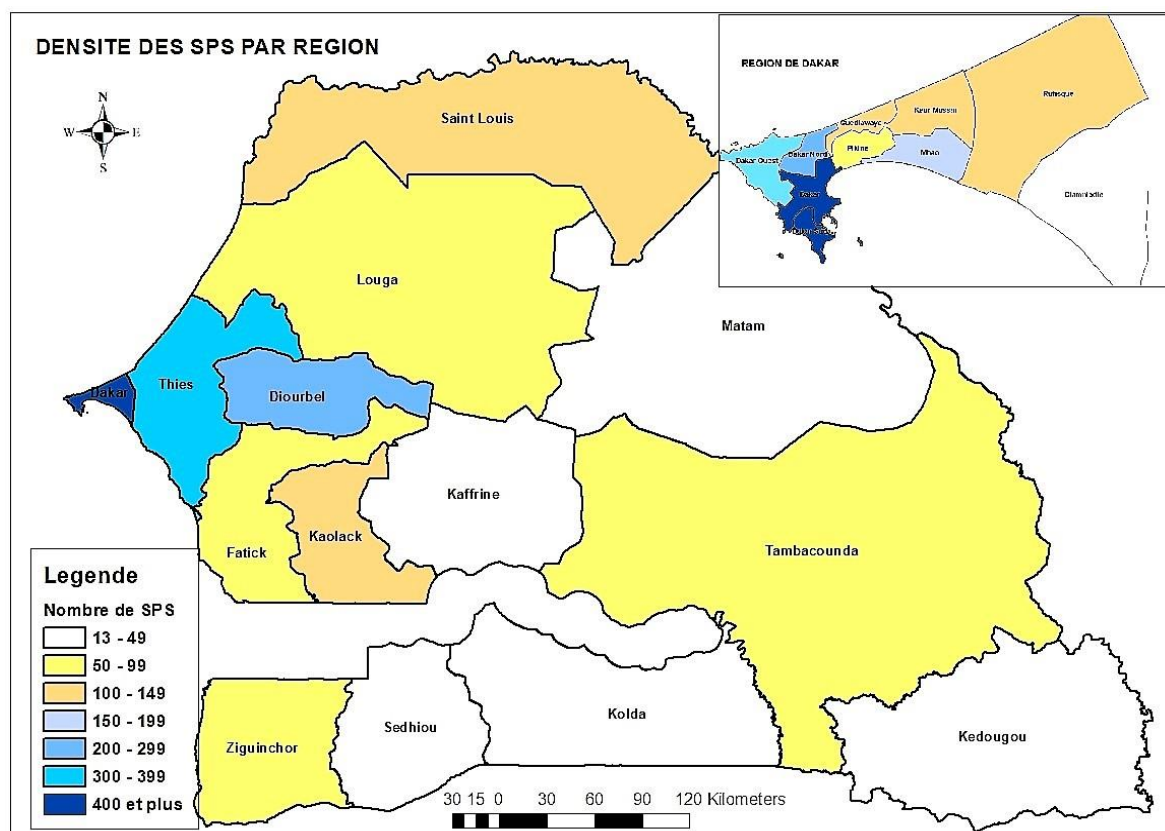 DENSITE DES SPS PAR REGION
N
W E
S
Saint Louis
Louga
Matam
Dakar
Thies
Diourbel
Kaffrine
Kaolack
Fatick
Tambacounda
Ziguinchor
Sedhiou
Kolda
Kedougou
REGION DE DAKAR
Rufisque
Keur Massar
Guediawaye
Pikine
Mbao
Dakar Nord
Dakar Ouest
Dakar
Diamniadio
Legende
Nombre de SPS
13 - 49
50 - 99
100 - 149
150 - 199
200 - 299
300 - 399
400 et plus
30 15 0 30 60 90 120 Kilometers